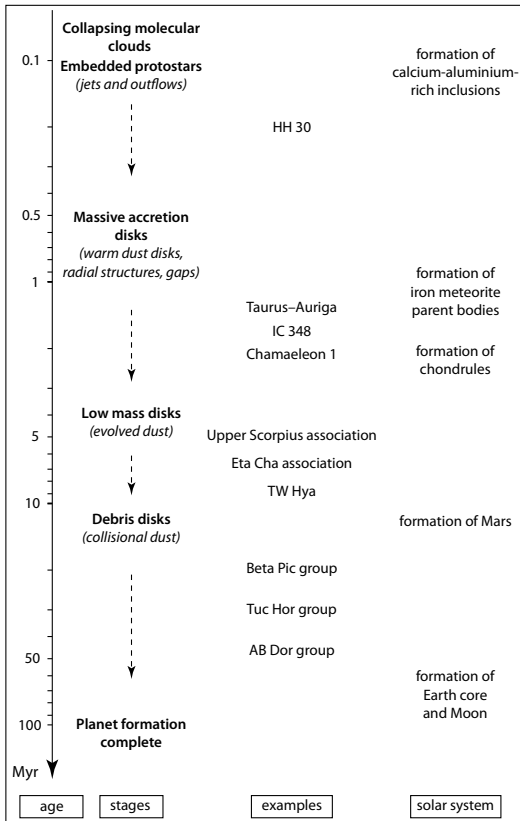 Collapsing molecular
clouds
Embedded protostars
(jets and outflows)
0.1
formation of
calcium-aluminium-
rich inclusions
HH 30
0.5
Massive accretion
disks
(warm dust disks,
radial structures, gaps)
1
formation of
iron meteorite
parent bodies
Taurus–Auriga
IC 348
Chamaeleon 1
formation of
chondrules
Low mass disks
(evolved dust)
5
Upper Scorpius association
Eta Cha association
TW Hya
10
Debris disks
(collisional dust)
formation of Mars
Beta Pic group
Tuc Hor group
AB Dor group
50
formation of
Earth core
and Moon
100
Planet formation
complete
Myr
age
stages
examples
solar system